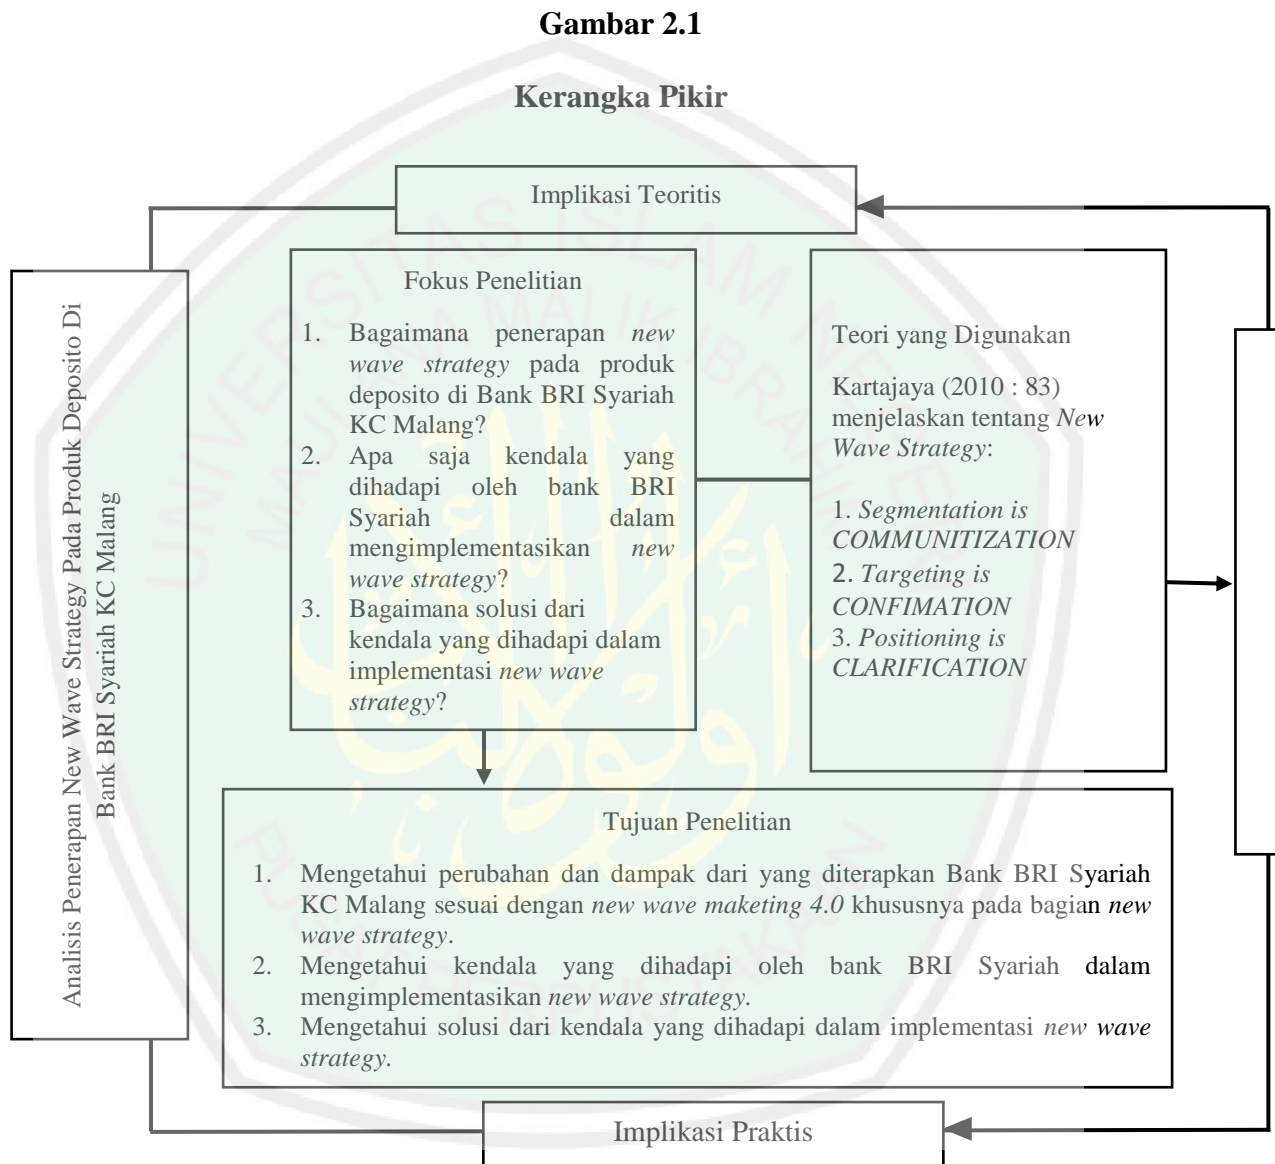 Gambar 2.1
Kerangka Pikir
Implikasi Teoritis
Analisis Penerapan New Wave Strategy Pada Produk Deposito Di
Bank BRI Syariah KC Malang
Fokus Penelitian
1. Bagaimana penerapan new
wave strategy pada produk
deposito di Bank BRI Syariah
KC Malang?
2. Apa saja kendala yang
dihadapi oleh bank BRI
Syariah dalam
mengimplementasikan new
wave strategy?
3. Bagaimana solusi dari
kendala yang dihadapi dalam
implementasi new wave
strategy?
Teori yang Digunakan
Kartajaya (2010 : 83)
menjelaskan tentang New
Wave Strategy:
1. Segmentation is
COMMUNITIZATION
2. Targeting is
CONFIMATION
3. Positioning is
CLARIFICATION
Tujuan Penelitian
1. Mengetahui perubahan dan dampak dari yang diterapkan Bank BRI Syariah
KC Malang sesuai dengan new wave maketing 4.0 khususnya pada bagian new
wave strategy.
2. Mengetahui kendala yang dihadapi oleh bank BRI Syariah dalam
mengimplementasikan new wave strategy.
3. Mengetahui solusi dari kendala yang dihadapi dalam implementasi new wave
strategy.
Implikasi Praktis
UNIVERSITAS ISLAM NEGERI
MAULANA MALIK IBRAHIM